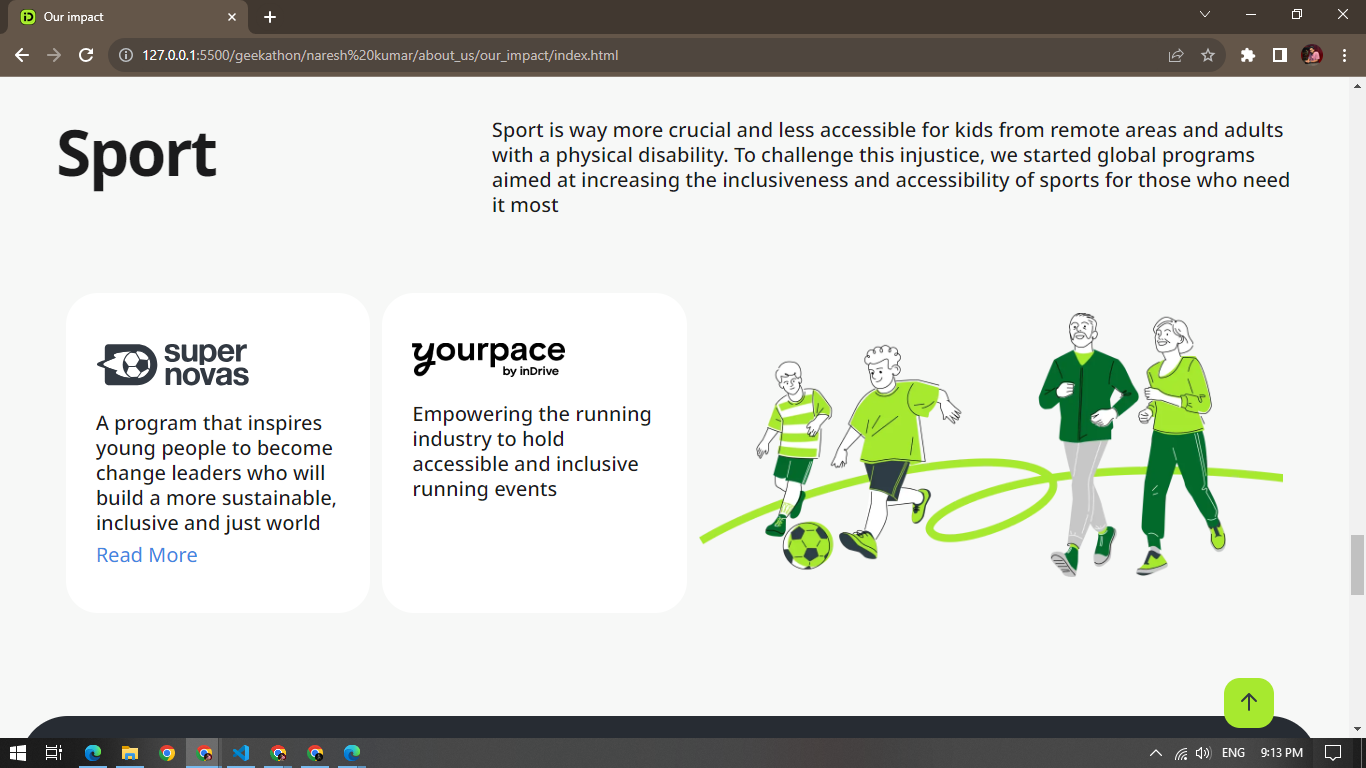 Our impact
127.0.0.1:5500/geekathon/naresh%20kumar/about_us/our_impact/index.html
Sport
Sport is way more crucial and less accessible for kids from remote areas and adults
with a physical disability. To challenge this injustice, we started global programs
aimed at increasing the inclusiveness and accessibility of sports for those who need
it most
super
novas
A program that inspires
young people to become
change leaders who will
build a more sustainable,
inclusive and just world
Read More
yourpace
by inDrive
Empowering the running
industry to hold
accessible and inclusive
running events
ENG
9:13 PM